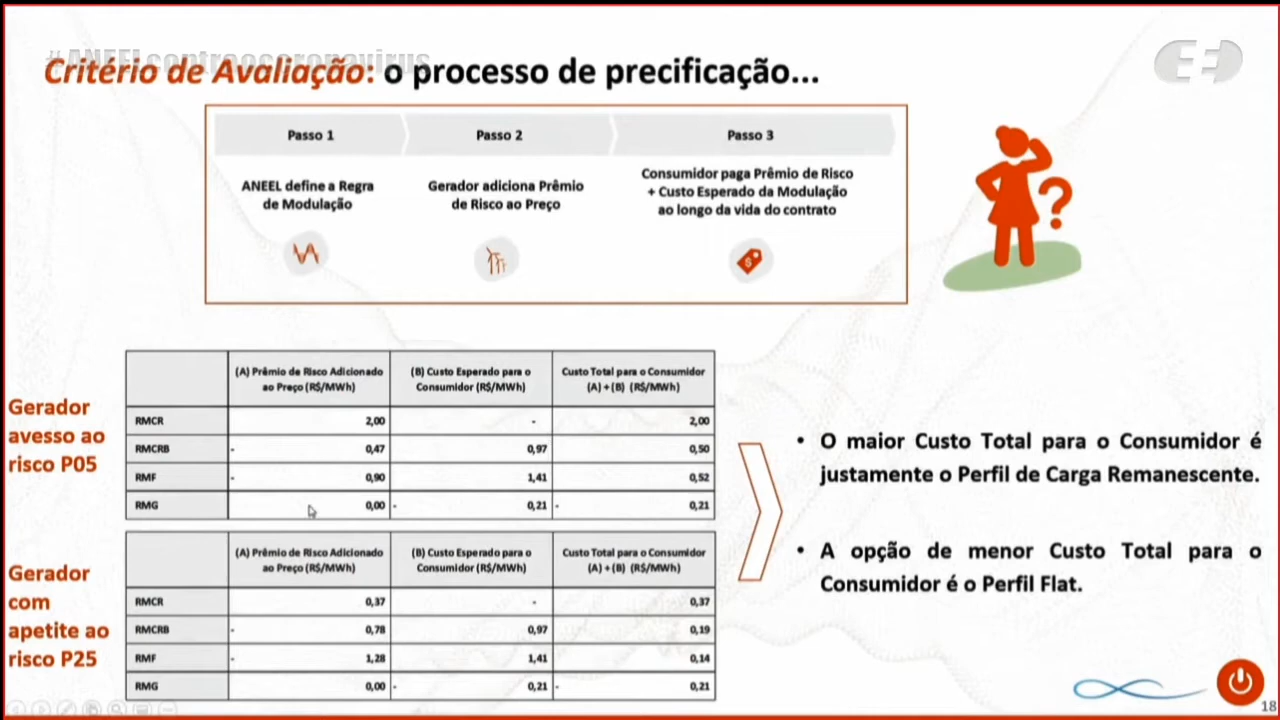 #ANEELcontraocoronavirus
Critério de Avaliação: o processo de precificação...
Passo 1
Passo 2
Passo 3
ANEEL define a Regra
de Modulação
Gerador adiciona Prêmio
de Risco ao Preço
Consumidor paga Prêmio de Risco
+ Custo Esperado da Modulação
ao longo da vida do contrato
$
?
Gerador
avesso ao
risco P05
(A) Prêmio de Risco Adicionado
ao Preço (R$/MWh)
(B) Custo Esperado para o
Consumidor (R$/MWh)
Custo Total para o Consumidor
(A) + (B) (R$/MWh)
RMCR 2,00 - 2,00
RMCRB - 0,47 0,97 0,50
RMF - 0,90 1,41 0,52
RMG 0,00 - 0,21 - 0,21
Gerador
com
apetite ao
risco P25
(A) Prêmio de Risco Adicionado
ao Preço (R$/MWh)
(B) Custo Esperado para o
Consumidor (R$/MWh)
Custo Total para o Consumidor
(A) + (B) (R$/MWh)
RMCR 0,37 - 0,37
RMCRB - 0,78 0,97 0,19
RMF - 1,28 1,41 0,14
RMG 0,00 - 0,21 - 0,21
• O maior Custo Total para o Consumidor é
justamente o Perfil de Carga Remanescente.
• A opção de menor Custo Total para o
Consumidor é o Perfil Flat.
18